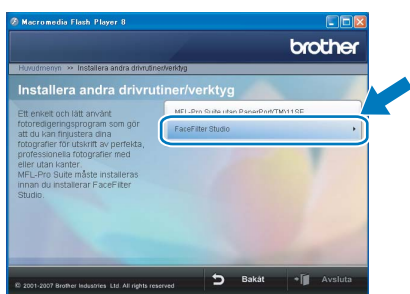 Macromedia Flash Player 8
brother
Huvudmenyn >> Installera andra drivrutiner/verktyg
Installera andra drivrutiner/verktyg
Ett enkelt och lätt använt
fotoredigeringsprogram som gör
att du kan finjustera dina
fotografier för utskrift av perfekta,
professionella fotografier med
eller utan kanter.
MFL-Pro Suite måste installeras
innan du installerar FaceFilter
Studio.
MFL-Pro Suite utan PaperPort(TM)11SE
FaceFilter Studio
© 2001-2007 Brother Industries Ltd. All rights reserved
Bakåt
Avsluta